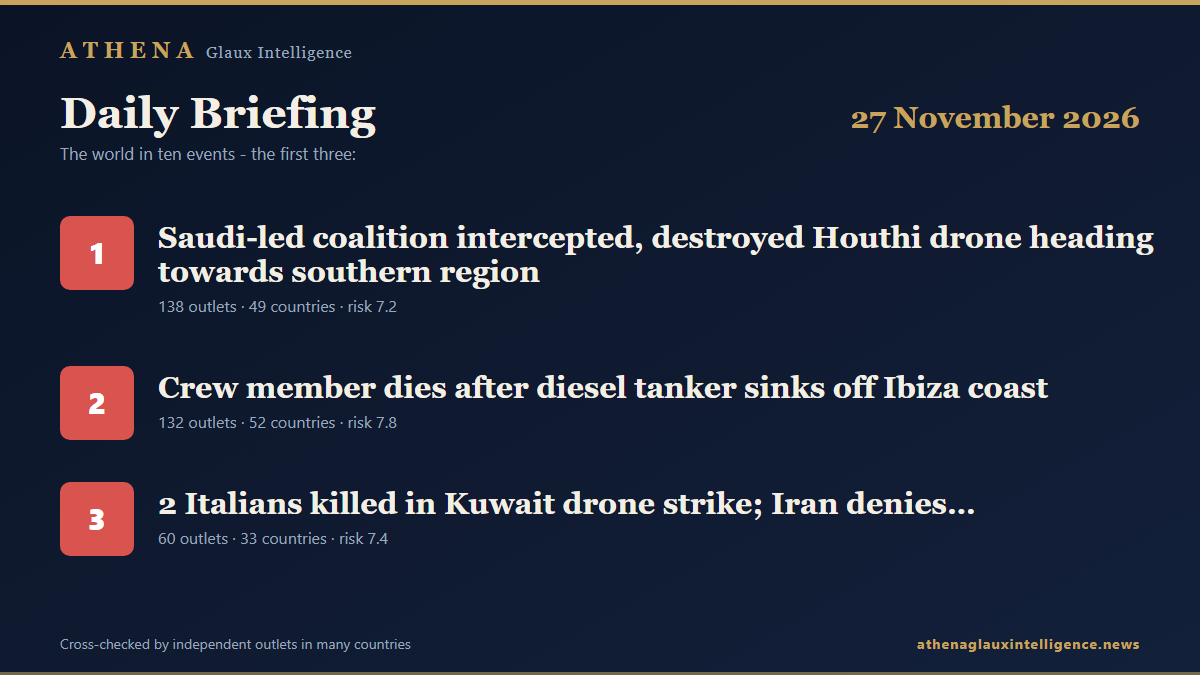 ATHENA Glaux Intelligence
Daily Briefing
27 November 2026
The world in ten events - the first three:
1
Saudi-led coalition intercepted, destroyed Houthi drone heading
towards southern region
138 outlets · 49 countries · risk 7.2
2
Crew member dies after diesel tanker sinks off Ibiza coast
132 outlets · 52 countries · risk 7.8
3
2 Italians killed in Kuwait drone strike; Iran denies...
60 outlets · 33 countries · risk 7.4
Cross-checked by independent outlets in many countries
athenaglauxintelligence.news